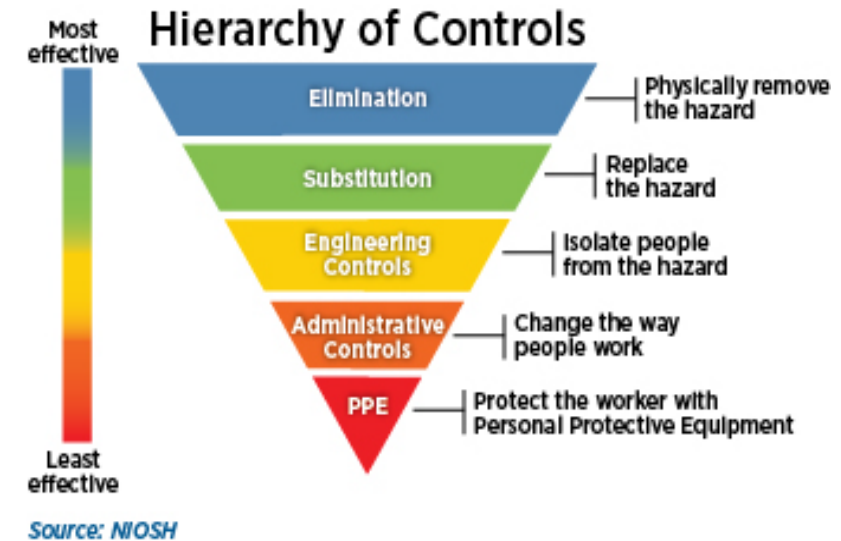 Most
effective
Hierarchy of Controls
Elimination
Physically remove
the hazard
Substitution
Replace
the hazard
Engineering
Controls
Isolate people
from the hazard
Administrative
Controls
Change the way
people work
PPE
Protect the worker with
Personal Protective Equipment
Least
effective
Source: NIOSH